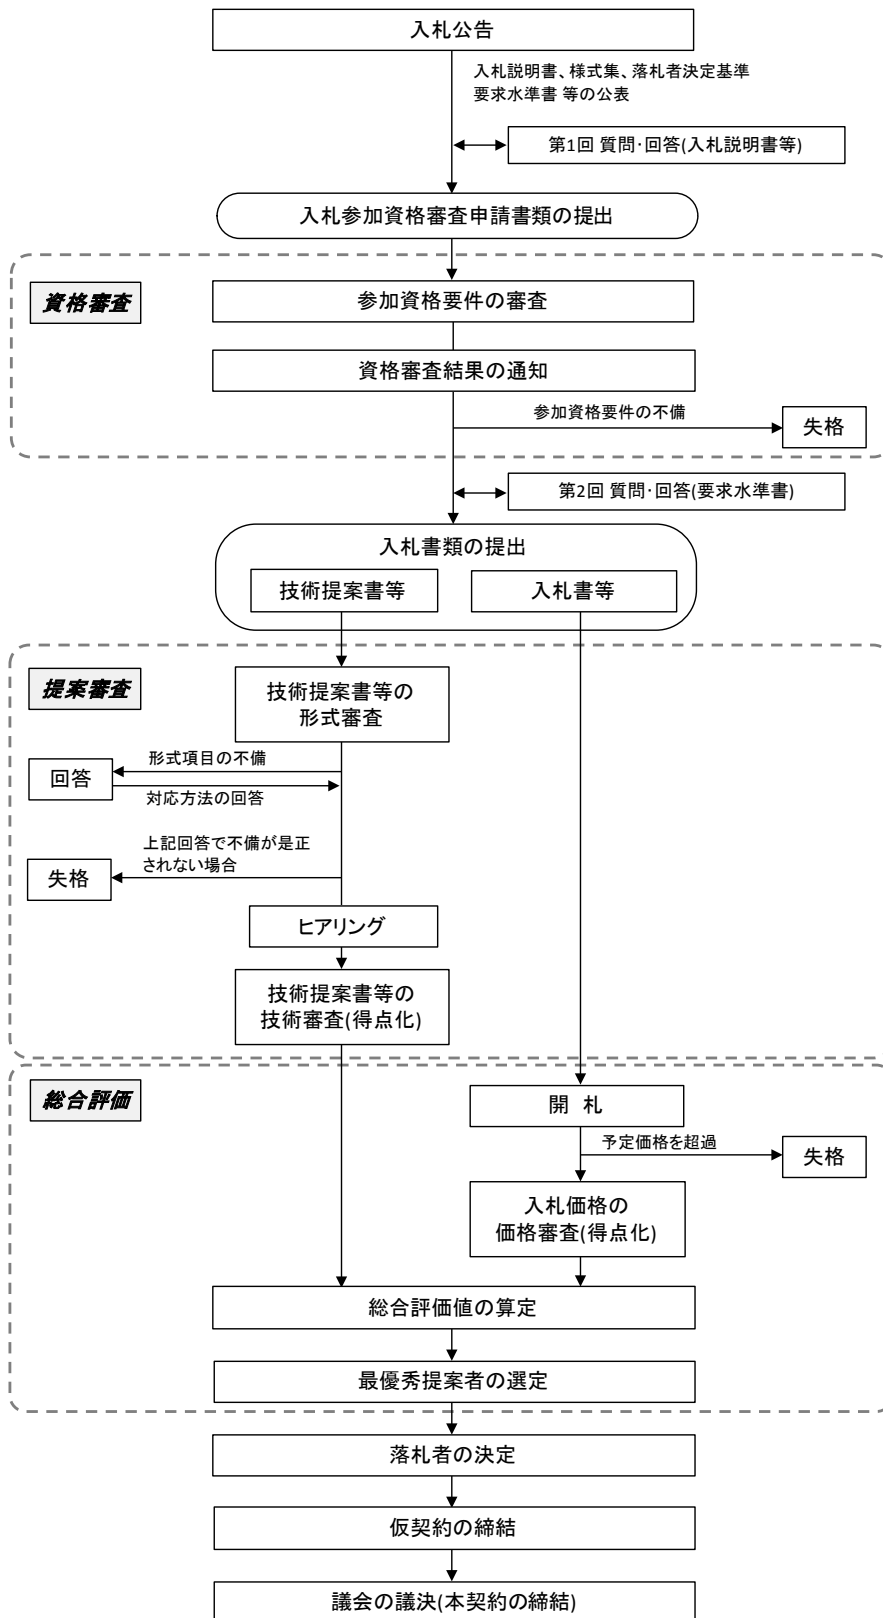 入札公告
入札説明書、様式集、落札者決定基準
要求水準書 等の公表
第1回 質問・回答(入札説明書等)
入札参加資格審査申請書類の提出
資格審査
参加資格要件の審査
資格審査結果の通知
参加資格要件の不備
失格
第2回 質問・回答(要求水準書)
入札書類の提出
技術提案書等
入札書等
提案審査
技術提案書等の
形式審査
形式項目の不備
回答
対応方法の回答
上記回答で不備が是正
されない場合
失格
ヒアリング
技術提案書等の
技術審査(得点化)
総合評価
開 札
予定価格を超過
失格
入札価格の
価格審査(得点化)
総合評価値の算定
最優秀提案者の選定
落札者の決定
仮契約の締結
議会の議決(本契約の締結)